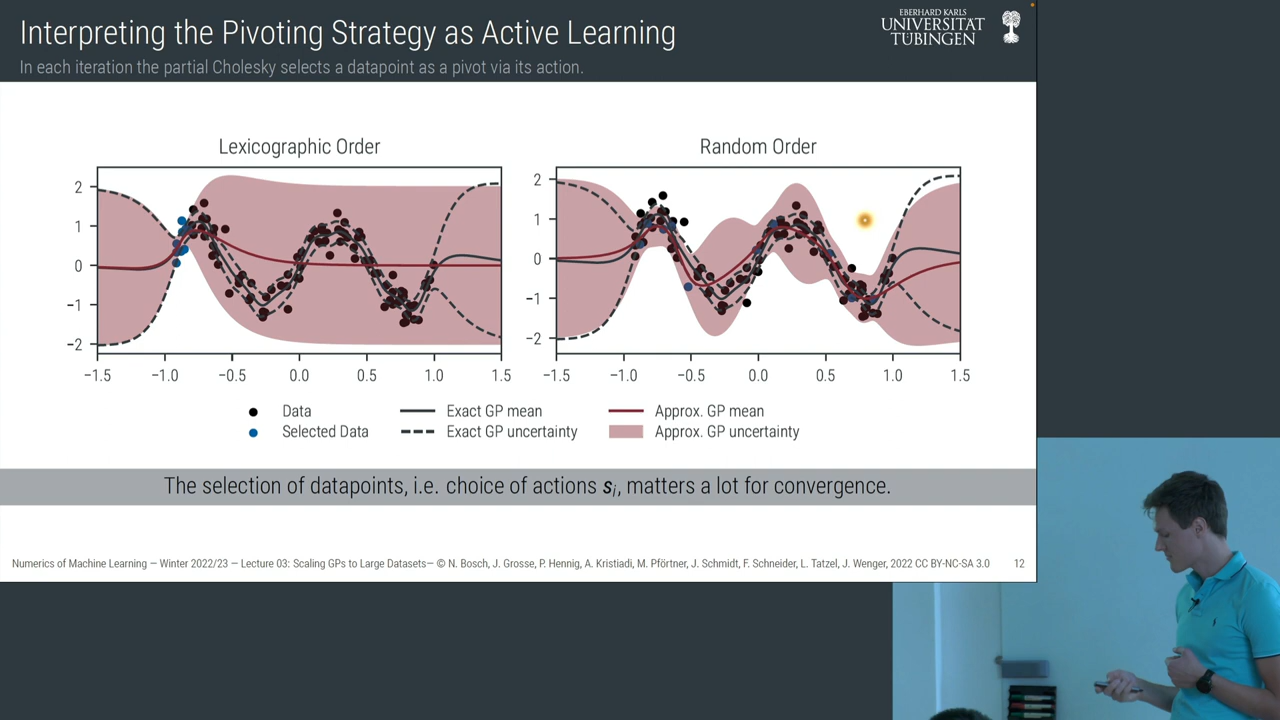 Interpreting the Pivoting Strategy as Active Learning
In each iteration the partial Cholesky selects a datapoint as a pivot via its action.
EBERHARD KARLS
UNIVERSITÄT
TÜBINGEN
Lexicographic Order
Random Order
2
1
0
−1
−2
−1.5 −1.0 −0.5 0.0 0.5 1.0 1.5
2
1
0
−1
−2
−1.5 −1.0 −0.5 0.0 0.5 1.0 1.5
Data
Exact GP mean
Approx. GP mean
Selected Data
Exact GP uncertainty
Approx. GP uncertainty
The selection of datapoints, i.e. choice of actions sᵢ, matters a lot for convergence.
Numerics of Machine Learning — Winter 2022/23 — Lecture 03: Scaling GPs to Large Datasets— © N. Bosch, J. Grosse, P. Hennig, A. Kristiadi, M. Pförtner, J. Schmidt, F. Schneider, L. Tatzel, J. Wenger, 2022 CC BY-NC-SA 3.0
12